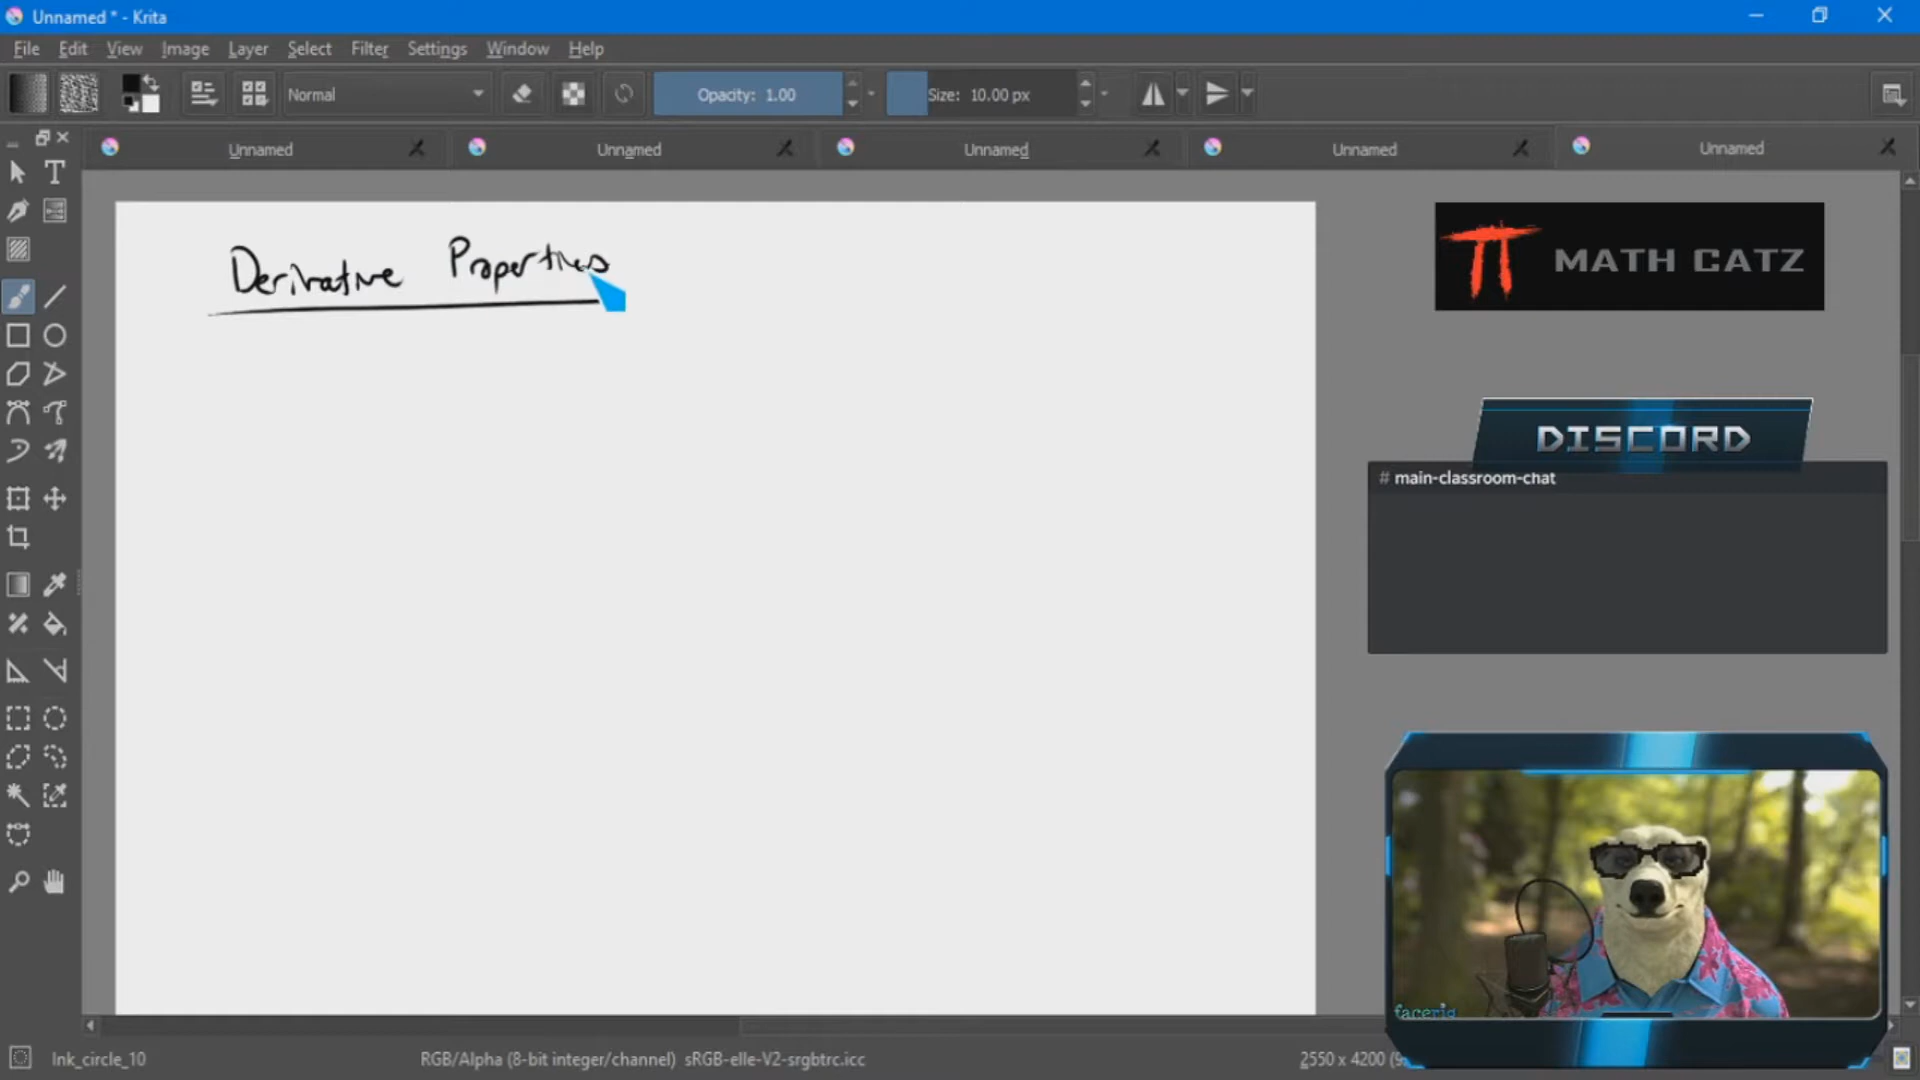 Unnamed * - Krita
File Edit View Image Layer Select Filter Settings Window Help
Normal
Opacity: 1.00
Size: 10.00 px
Unnamed Unnamed Unnamed Unnamed Unnamed
Derivative Properties
MATH CATZ
DISCORD
# main-classroom-chat
facerig
Ink_circle_10
RGB/Alpha (8-bit integer/channel) sRGB-elle-V2-srgbtrc.icc
2550 x 4200